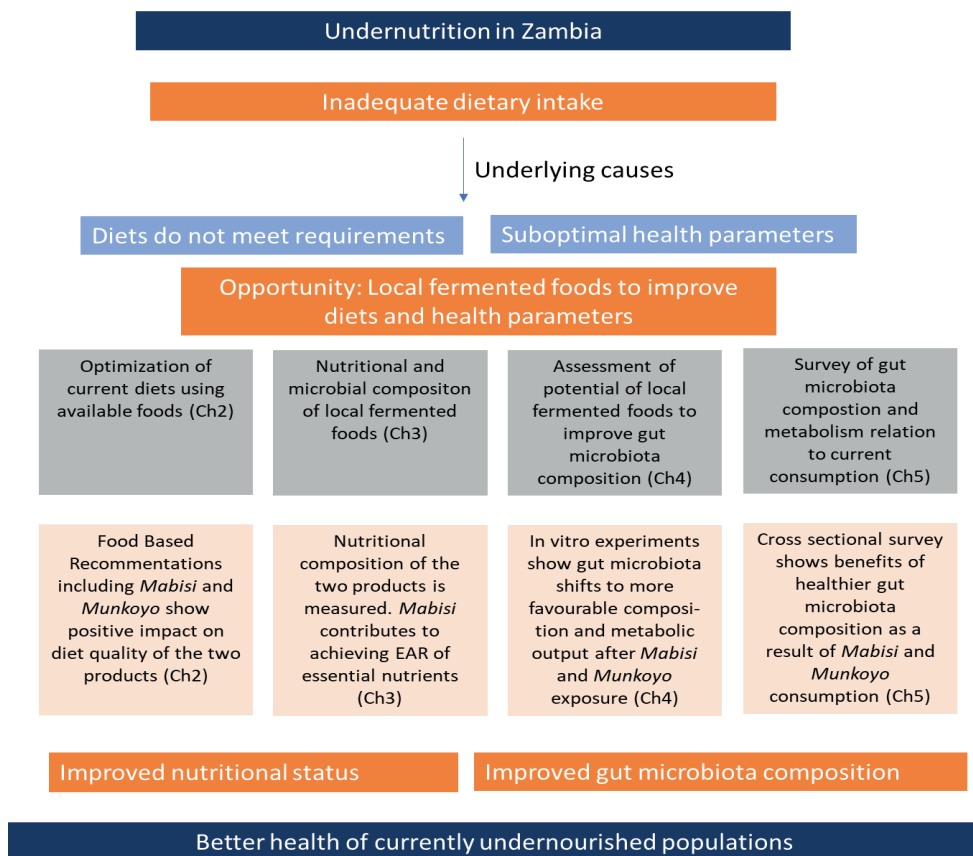 Undernutrition in Zambia
Inadequate dietary intake
Underlying causes
Diets do not meet requirements
Suboptimal health parameters
Opportunity: Local fermented foods to improve
diets and health parameters
Optimization of
current diets using
available foods (Ch2)
Nutritional and
microbial compositon
of local fermented
foods (Ch3)
Assessment of
potential of local
fermented foods to
improve gut
microbiota
composition (Ch4)
Survey of gut
microbiota
compostion and
metabolism relation
to current
consumption (Ch5)
Food Based
Recommentations
including Mabisi and
Munkoyo show
positive impact on
diet quality of the two
products (Ch2)
Nutritional
composition of the
two products is
measured. Mabisi
contributes to
achieving EAR of
essential nutrients
(Ch3)
In vitro experiments
show gut microbiota
shifts to more
favourable composi-
tion and metabolic
output after Mabisi
and Munkoyo
exposure (Ch4)
Cross sectional survey
shows benefits of
healthier gut
microbiota
composition as a
result of Mabisi and
Munkoyo
consumption (Ch5)
Improved nutritional status
Improved gut microbiota composition
Better health of currently undernourished populations